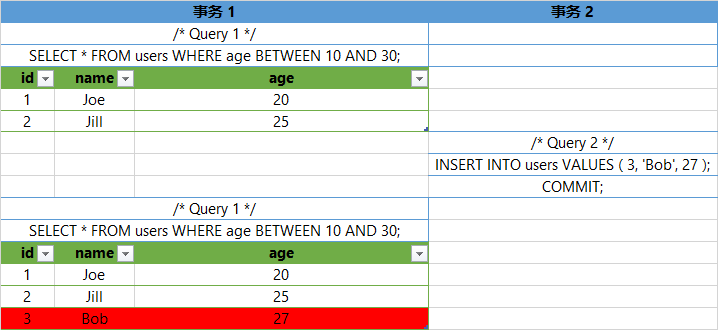 事务 1 事务 2
/* Query 1 */
SELECT * FROM users WHERE age BETWEEN 10 AND 30;
id name age
1 Joe 20
2 Jill 25
/* Query 2 */
INSERT INTO users VALUES ( 3, 'Bob', 27 );
COMMIT;
/* Query 1 */
SELECT * FROM users WHERE age BETWEEN 10 AND 30;
id name age
1 Joe 20
2 Jill 25
3 Bob 27